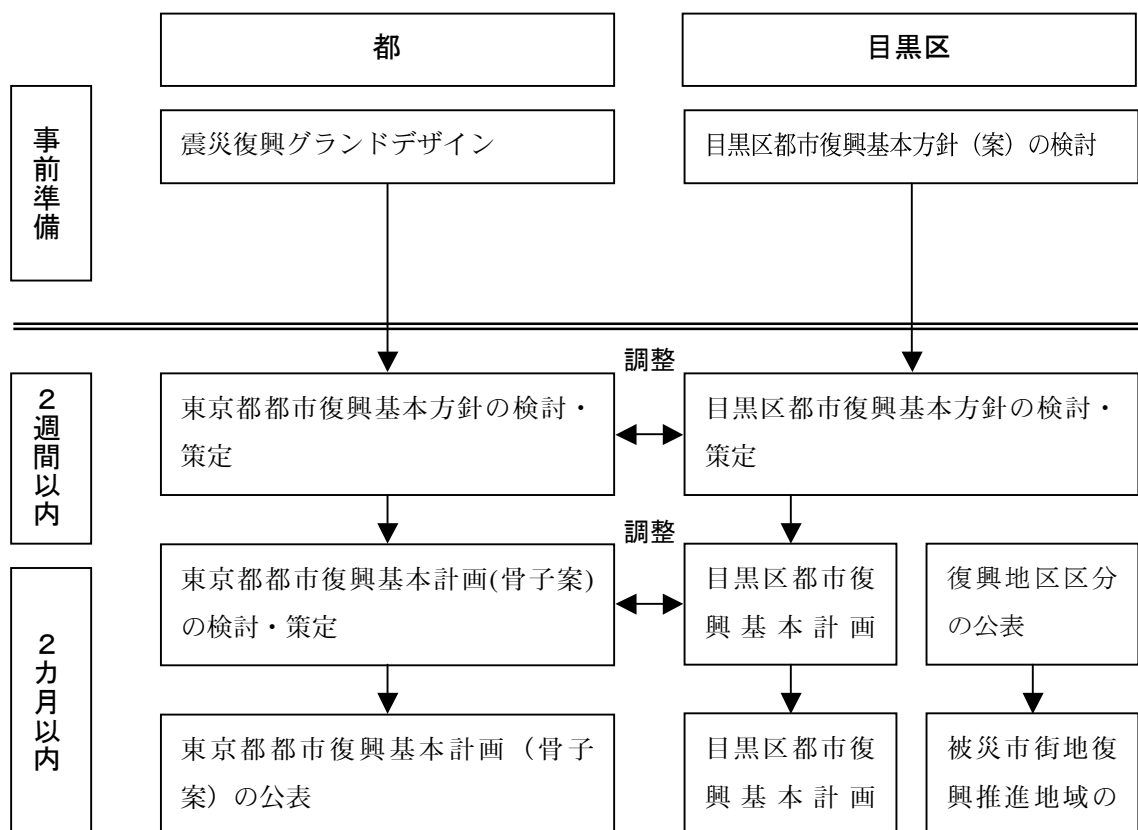 都
目黒区
事前準備
震災復興グランドデザイン
目黒区都市復興基本方針（案）の検討
2週間以内
調整
東京都都市復興基本方針の検討・
策定
目黒区都市復興基本方針の検討・
策定
2カ月以内
調整
東京都都市復興基本計画(骨子案)
の検討・策定
目黒区都市復
興基本計画
復興地区区分
の公表
東京都都市復興基本計画（骨子
案）の公表
目黒区都市復
興基本計画
被災市街地復
興推進地域の